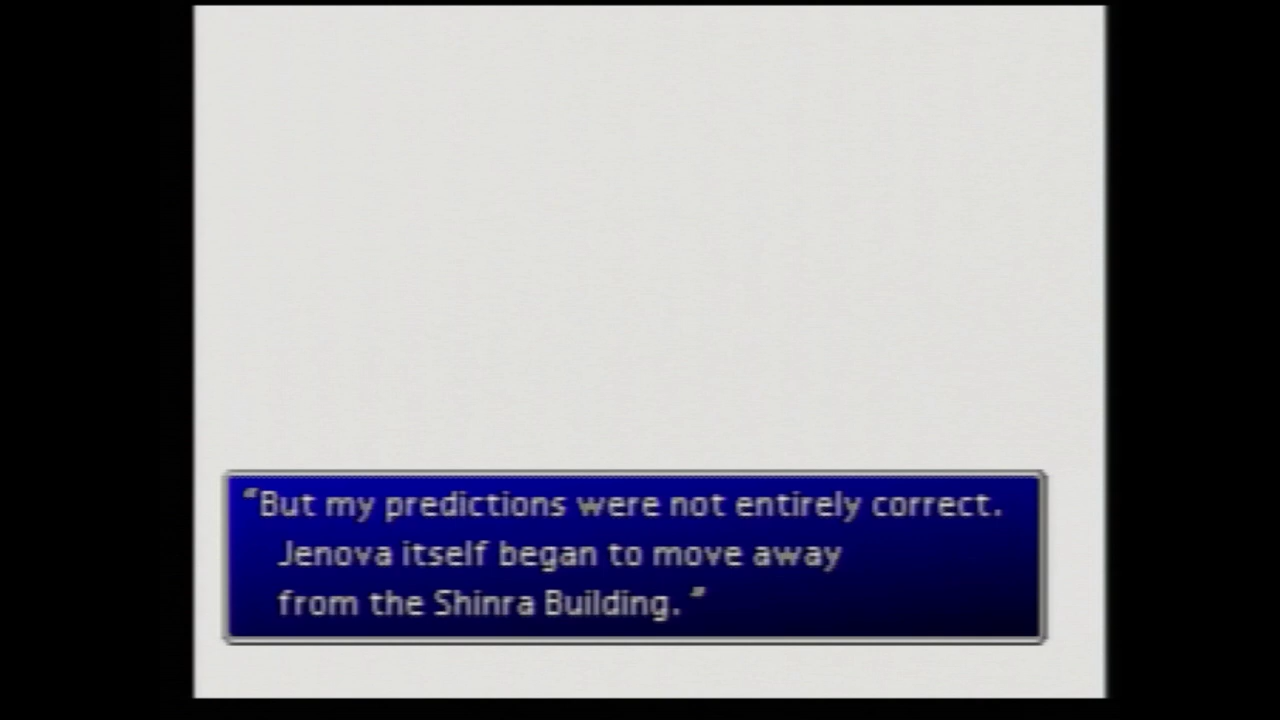 “But my predictions were not entirely correct.
Jenova itself began to move away
from the Shinra Building. ”